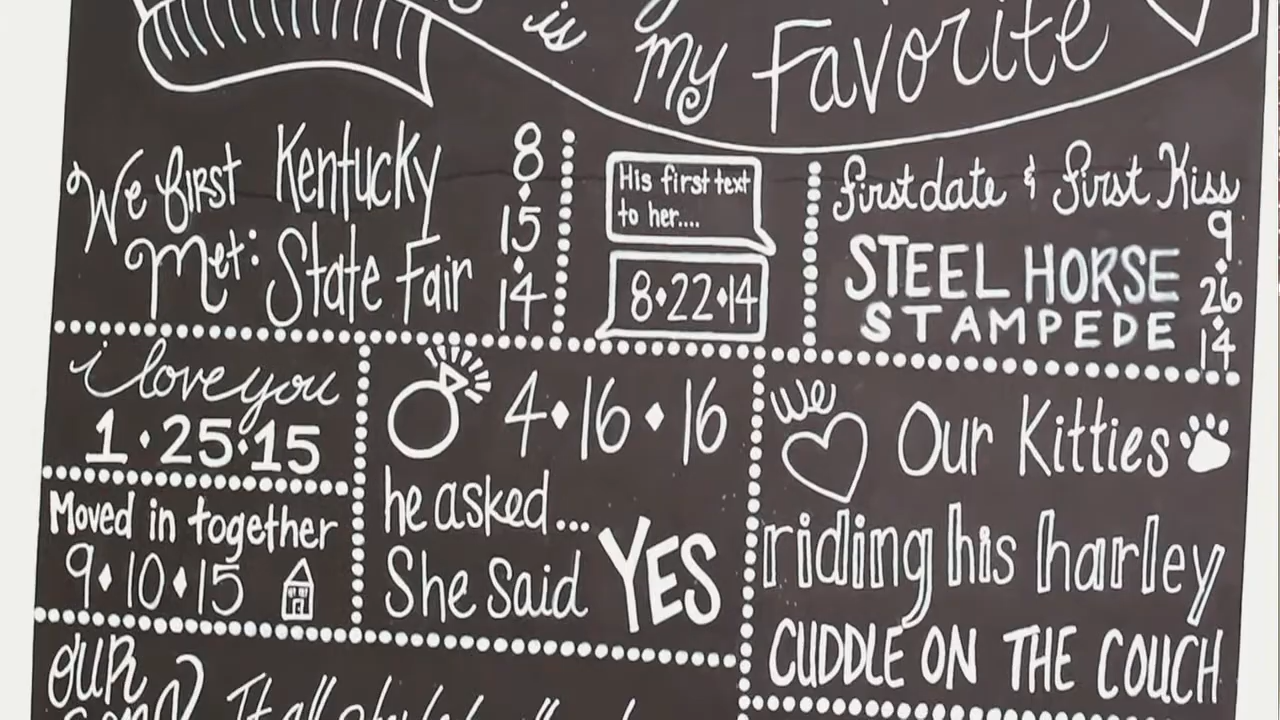 is my Favorite
We first Met: Kentucky State Fair
8♦15♦14
His first text
to her....
8♦22♦14
first date & first Kiss
STEEL HORSE
STAMPEDE
9♦26♦14
i love you
1·25·15
Moved in together
9♦10♦15
4♦16♦16
he asked...
She said YES
we
Our Kitties
riding his harley
CUDDLE ON THE COUCH
our
It all